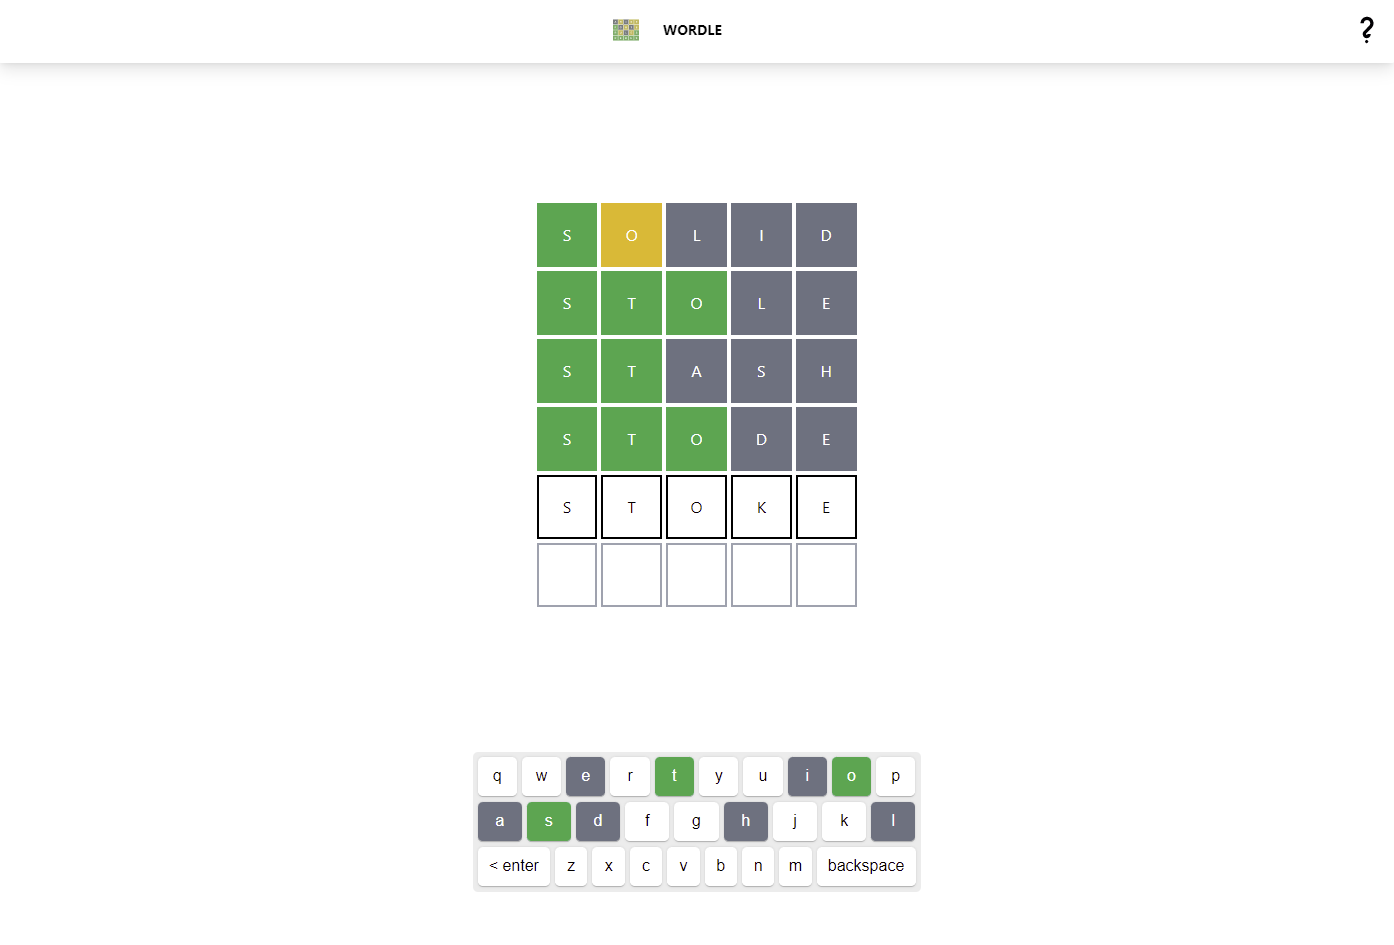 WORDLE ?
S O L I D
S T O L E
S T A S H
S T O D E
S T O K E
q w e r t y u i o p
a s d f g h j k l
< enter z x c v b n m backspace